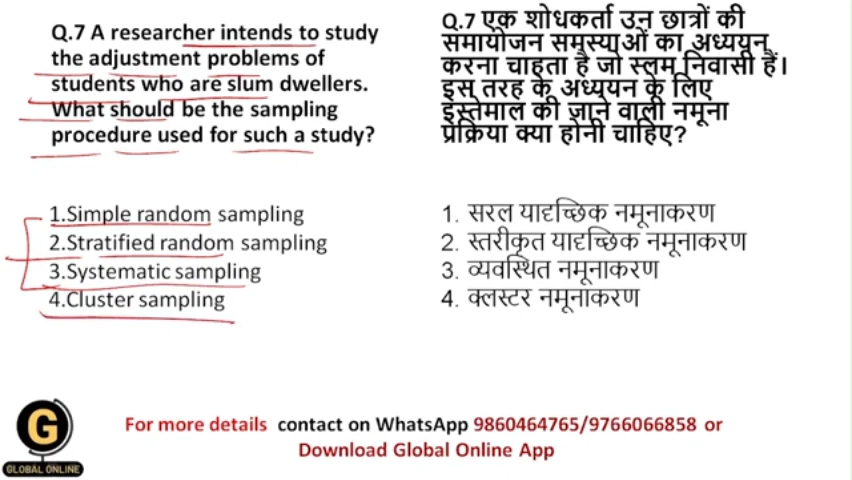 Q.7 A researcher intends to study
the adjustment problems of
students who are slum dwellers.
What should be the sampling
procedure used for such a study?
1.Simple random sampling
2.Stratified random sampling
3.Systematic sampling
4.Cluster sampling
Q.7 एक शोधकर्ता उन छात्रों की
समायोजन समस्याओं का अध्ययन
करना चाहता है जो स्लम निवासी हैं।
इस तरह के अध्ययन के लिए
इस्तेमाल की जाने वाली नमूना
प्रक्रिया क्या होनी चाहिए?
1. सरल यादृच्छिक नमूनाकरण
2. स्तरीकृत यादृच्छिक नमूनाकरण
3. व्यवस्थित नमूनाकरण
4. क्लस्टर नमूनाकरण
G
GLOBAL ONLINE
For more details contact on WhatsApp 9860464765/9766066858 or
Download Global Online App